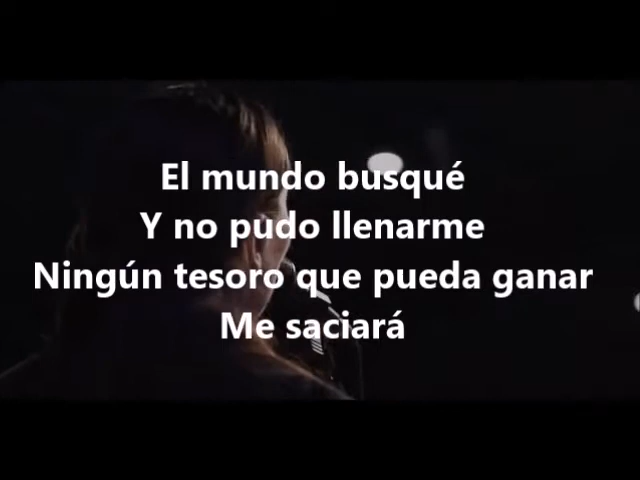 El mundo busqué
Y no pudo llenarme
Ningún tesoro que pueda ganar
Me saciará